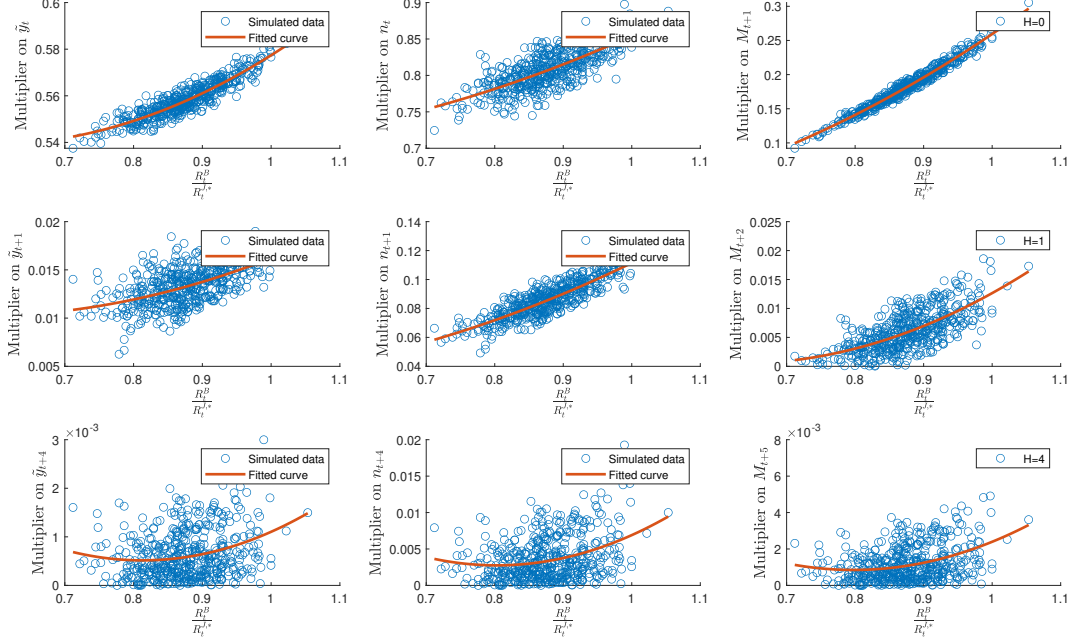 Multiplier on ỹ_t
0.6
0.58
0.56
0.54
0.7 0.8 0.9 1 1.1
R_t^B / R_t^{J,*}
Simulated data
Fitted curve
Multiplier on n_t
0.9
0.85
0.8
0.75
0.7
0.7 0.8 0.9 1 1.1
R_t^B / R_t^{J,*}
Simulated data
Fitted curve
Multiplier on M_{t+1}
0.3
0.2
0.1
0.7 0.8 0.9 1 1.1
R_t^B / R_t^{J,*}
H=0
Multiplier on ỹ_{t+1}
0.02
0.015
0.01
0.005
0.7 0.8 0.9 1 1.1
R_t^B / R_t^{J,*}
Simulated data
Fitted curve
Multiplier on n_{t+1}
0.14
0.12
0.1
0.08
0.06
0.04
0.7 0.8 0.9 1 1.1
R_t^B / R_t^{J,*}
Simulated data
Fitted curve
Multiplier on M_{t+2}
0.025
0.02
0.015
0.01
0.005
0
0.7 0.8 0.9 1 1.1
R_t^B / R_t^{J,*}
H=1
Multiplier on ỹ_{t+4}
×10^{-3}
3
2
1
0
0.7 0.8 0.9 1 1.1
R_t^B / R_t^{J,*}
Simulated data
Fitted curve
Multiplier on n_{t+4}
0.02
0.015
0.01
0.005
0
0.7 0.8 0.9 1 1.1
R_t^B / R_t^{J,*}
Simulated data
Fitted curve
Multiplier on M_{t+5}
×10^{-3}
8
6
4
2
0
0.7 0.8 0.9 1 1.1
R_t^B / R_t^{J,*}
H=4